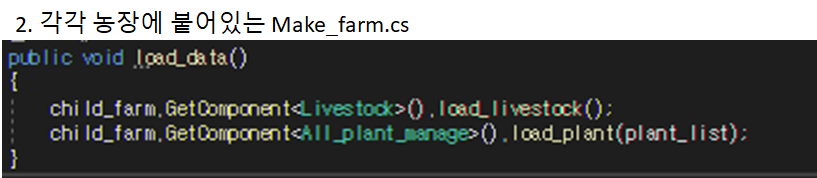 2. 각각 농장에 붙어있는 Make_farm.cs
public void load_data()
{
child_farm.GetComponent<Livestock>().load_livestock();
child_farm.GetComponent<All_plant_manage>().load_plant(plant_list);
}